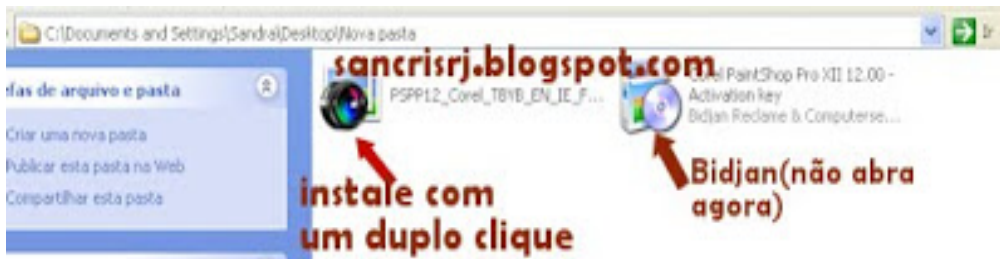 C:\Documents and Settings\Sandra\Desktop\Nova pasta
Ir
sancrisrj.blogspot.com
efas de arquivo e pasta
Criar uma nova pasta
Publicar esta pasta na Web
Compartilhar esta pasta
PSPP12_Corel_TBYB_EN_IE_F...
Corel PaintShop Pro XII 12.00 -
Activation key
Bidjan Reclame & Computerse...
instale com
um duplo clique
Bidjan(não abra
agora)